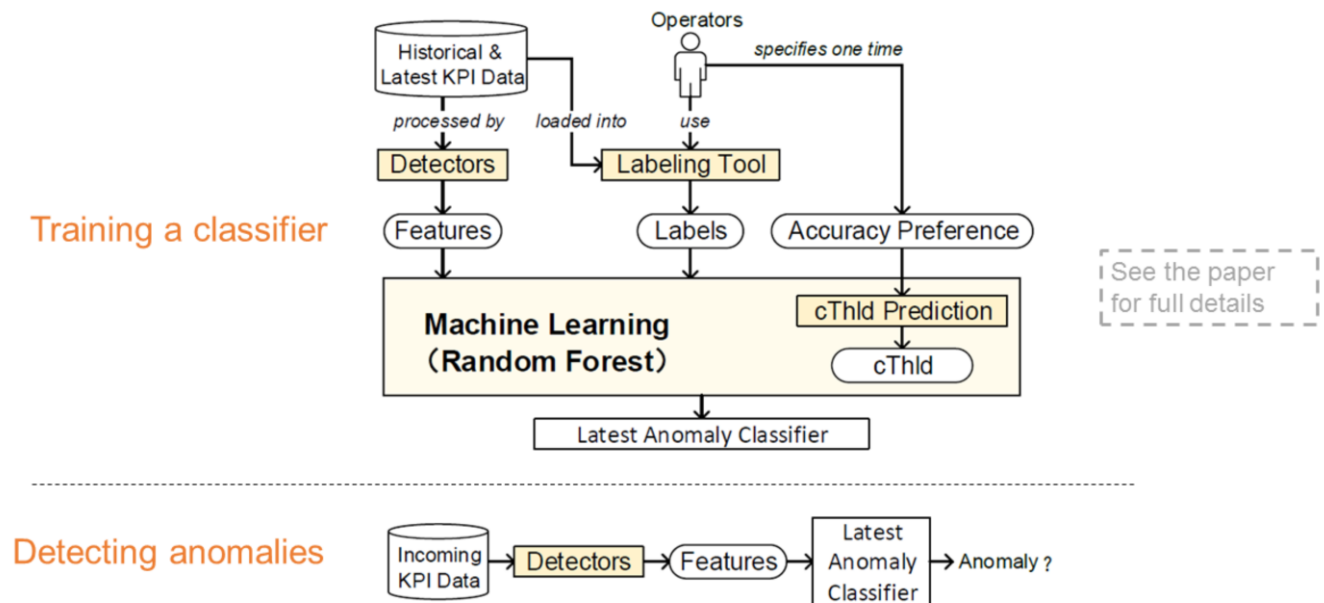 Operators
Historical &
Latest KPI Data
specifies one time
processed by
loaded into
use
Detectors
Labeling Tool
Training a classifier
Features
Labels
Accuracy Preference
See the paper
for full details
Machine Learning
（Random Forest）
cThld Prediction
cThld
Latest Anomaly Classifier
Detecting anomalies
Incoming
KPI Data
Detectors
Features
Latest
Anomaly
Classifier
Anomaly ?